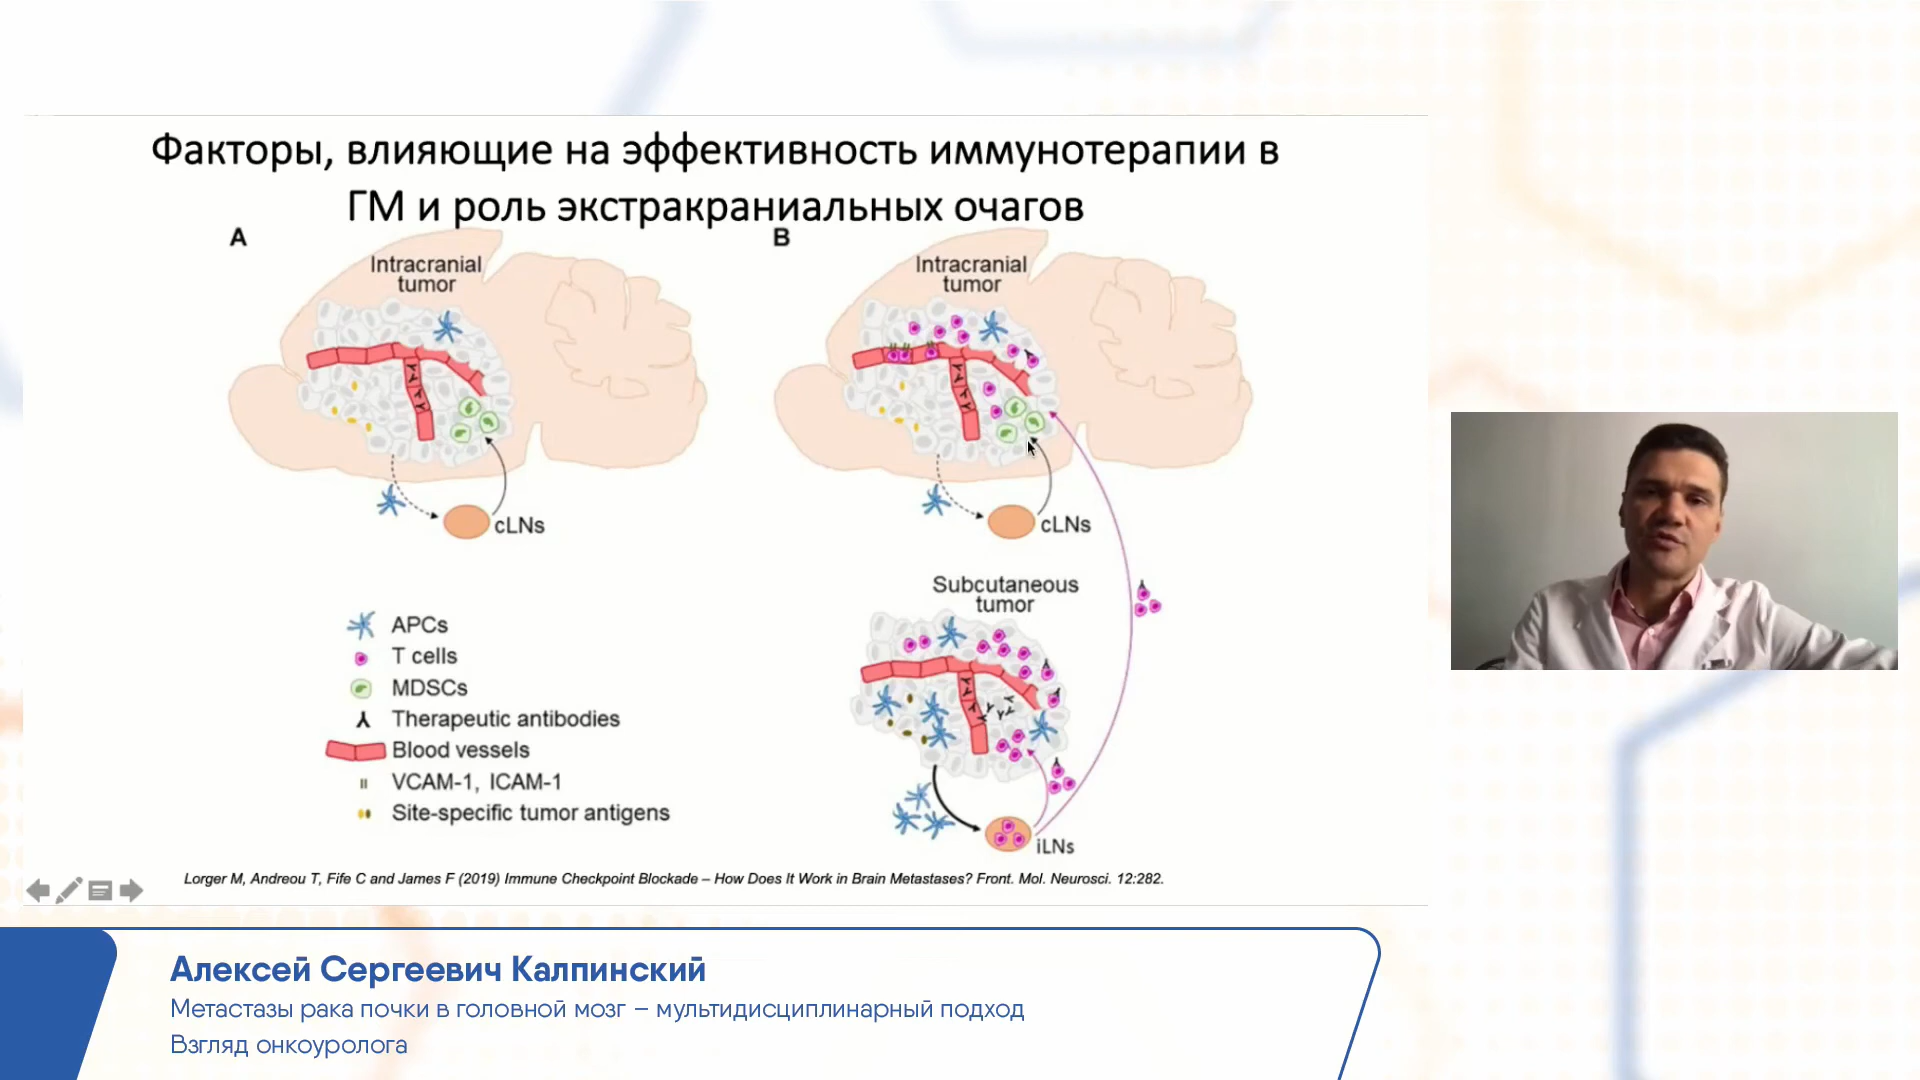 Факторы, влияющие на эффективность иммунотерапии в
ГМ и роль экстракраниальных очагов
A
Intracranial
tumor
cLNs
B
Intracranial
tumor
cLNs
Subcutaneous
tumor
iLNs
APCs
T cells
MDSCs
Therapeutic antibodies
Blood vessels
VCAM-1, ICAM-1
Site-specific tumor antigens
Lorger M, Andreou T, Fife C and James F (2019) Immune Checkpoint Blockade – How Does It Work in Brain Metastases? Front. Mol. Neurosci. 12:282.
Алексей Сергеевич Калпинский
Метастазы рака почки в головной мозг – мультидисциплинарный подход
Взгляд онкоуролога